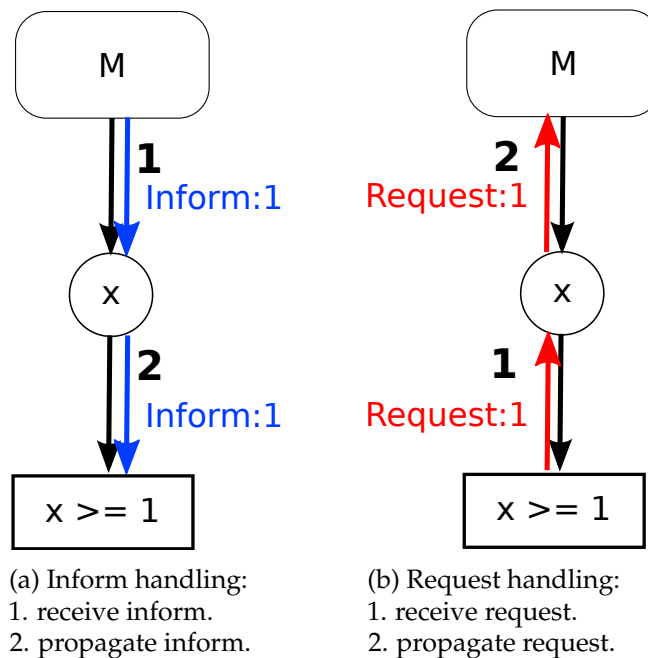 M
1
Inform:1
x
2
Inform:1
x >= 1
(a) Inform handling:
1. receive inform.
2. propagate inform.
M
2
Request:1
x
1
Request:1
x >= 1
(b) Request handling:
1. receive request.
2. propagate request.